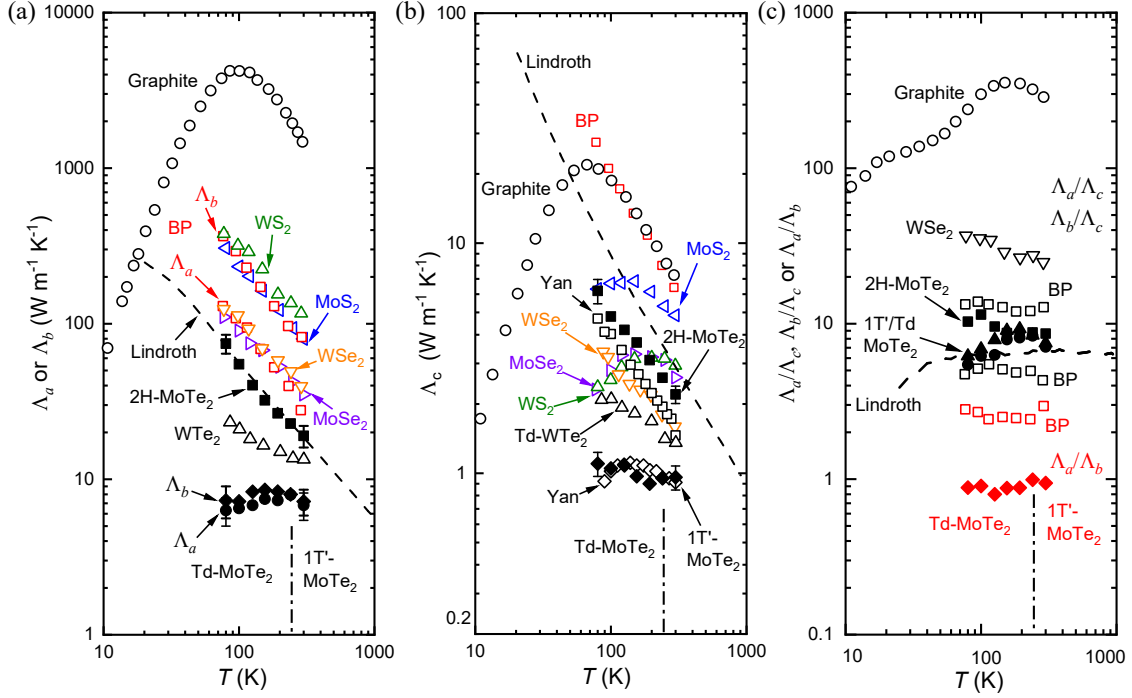 (a)
10000
1000
100
10
1
10
100
1000
T (K)
Λa or Λb (W m-1 K-1)
Graphite
Λb
BP
WS2
Λa
MoS2
Lindroth
WSe2
2H-MoTe2
MoSe2
WTe2
Λb
Λa
Td-MoTe2
1T'-
MoTe2
(b)
100
10
1
0.2
10
100
1000
T (K)
Λc (W m-1 K-1)
Lindroth
BP
Graphite
Yan
MoS2
WSe2
2H-MoTe2
MoSe2
WS2
Td-WTe2
Yan
Td-MoTe2
1T'-
MoTe2
(c)
1000
100
10
1
0.1
10
100
1000
T (K)
Λa/Λc, Λb/Λc or Λa/Λb
Graphite
Λa/Λc
Λb/Λc
WSe2
2H-MoTe2
BP
1T'/Td
MoTe2
BP
Lindroth
BP
Λa/Λb
Td-MoTe2
1T'-
MoTe2